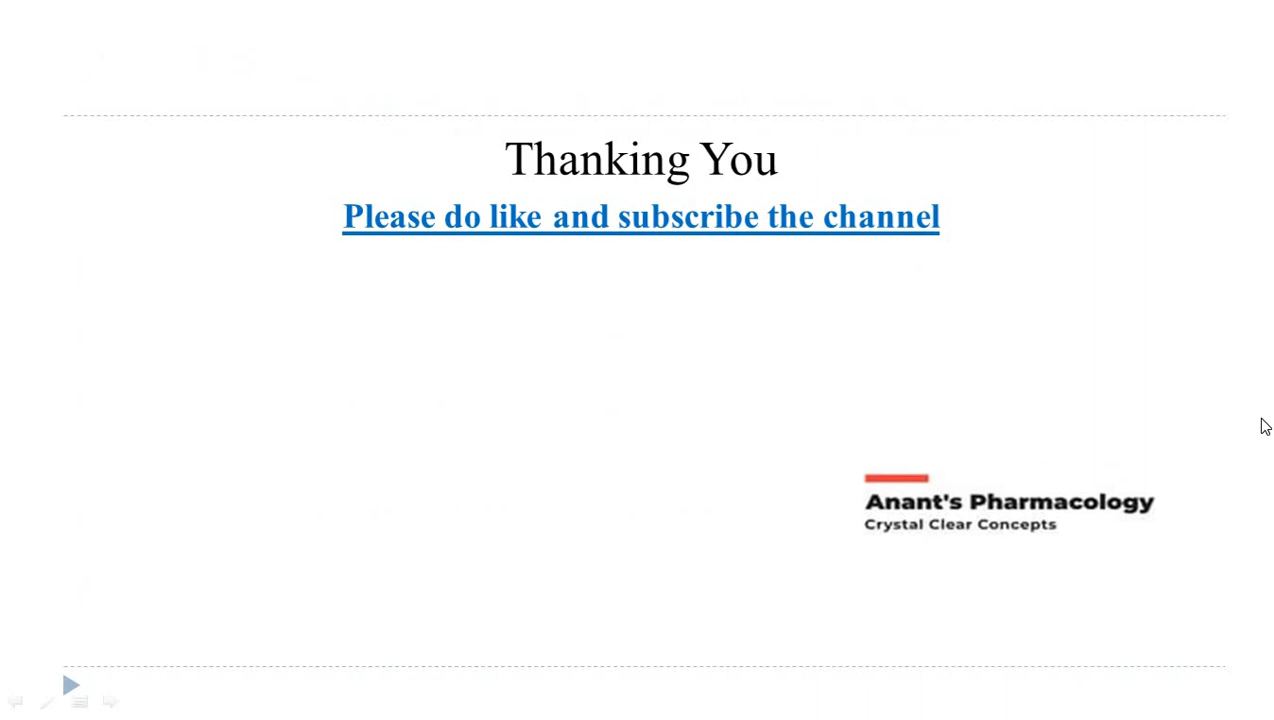 Thanking You
Please do like and subscribe the channel
Anant's Pharmacology
Crystal Clear Concepts